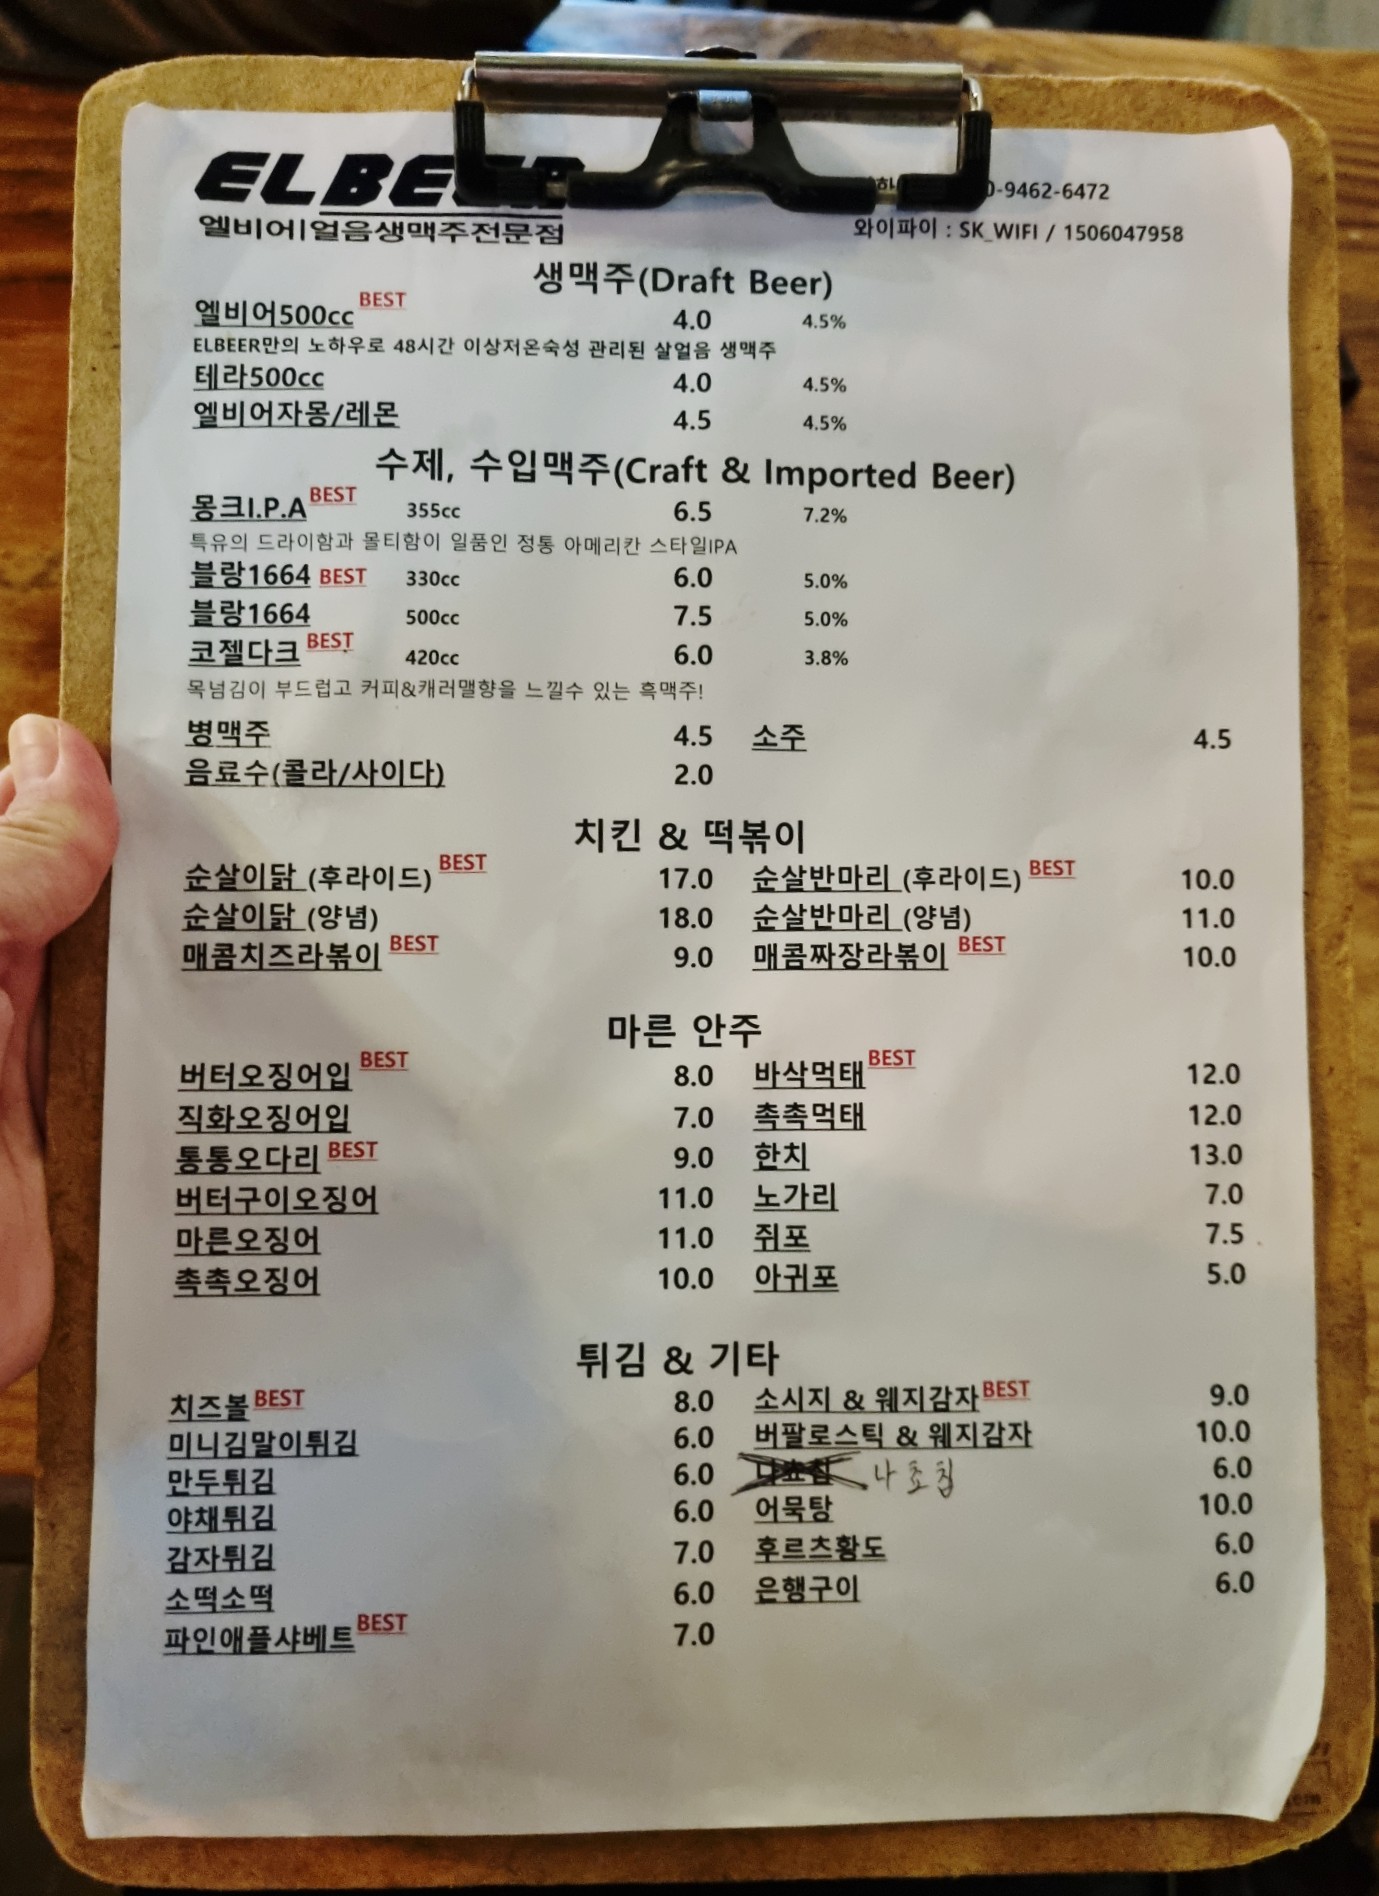 ELBEER
엘비어|얼음생맥주전문점
0-9462-6472
와이파이 : SK_WIFI / 1506047958
생맥주(Draft Beer)
엘비어500cc BEST 4.0 4.5%
ELBEER만의 노하우로 48시간 이상저온숙성 관리된 살얼음 생맥주
테라500cc 4.0 4.5%
엘비어자몽/레몬 4.5 4.5%
수제, 수입맥주(Craft & Imported Beer)
몽크I.P.A BEST 355cc 6.5 7.2%
특유의 드라이함과 몰티함이 일품인 정통 아메리칸 스타일IPA
블랑1664 BEST 330cc 6.0 5.0%
블랑1664 500cc 7.5 5.0%
코젤다크 BEST 420cc 6.0 3.8%
목넘김이 부드럽고 커피&캐러멜향을 느낄수 있는 흑맥주!
병맥주 4.5 소주 4.5
음료수(콜라/사이다) 2.0
치킨 & 떡볶이
순살이닭 (후라이드) BEST 17.0 순살반마리 (후라이드) BEST 10.0
순살이닭 (양념) 18.0 순살반마리 (양념) 11.0
매콤치즈라볶이 BEST 9.0 매콤짜장라볶이 BEST 10.0
마른 안주
버터오징어입 BEST 8.0 바삭먹태 BEST 12.0
직화오징어입 7.0 촉촉먹태 12.0
통통오다리 BEST 9.0 한치 13.0
버터구이오징어 11.0 노가리 7.0
마른오징어 11.0 쥐포 7.5
촉촉오징어 10.0 아귀포 5.0
튀김 & 기타
치즈볼 BEST 8.0 소시지 & 웨지감자 BEST 9.0
미니김말이튀김 6.0 버팔로스틱 & 웨지감자 10.0
만두튀김 6.0 나쵸칩 나쵸칩 6.0
야채튀김 6.0 어묵탕 10.0
감자튀김 7.0 후르츠황도 6.0
소떡소떡 6.0 은행구이 6.0
파인애플샤베트 BEST 7.0